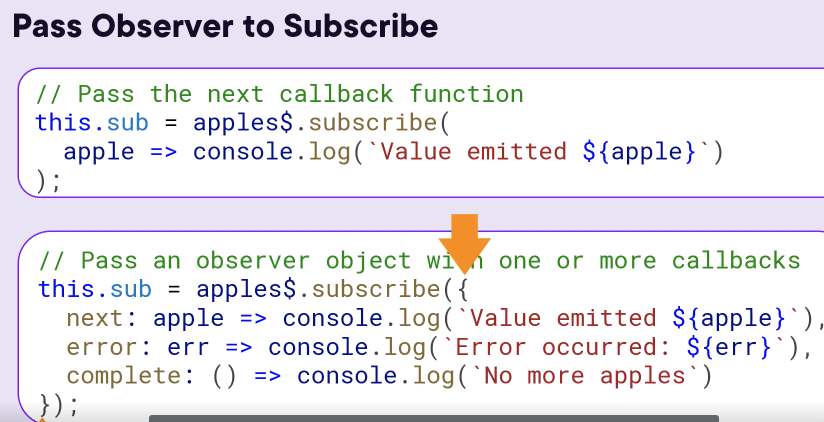 Pass Observer to Subscribe
// Pass the next callback function
this.sub = apples$.subscribe(
  apple => console.log(`Value emitted ${apple}`)
);
// Pass an observer object with one or more callbacks
this.sub = apples$.subscribe({
  next: apple => console.log(`Value emitted ${apple}`),
  error: err => console.log(`Error occurred: ${err}`),
  complete: () => console.log(`No more apples`)
});